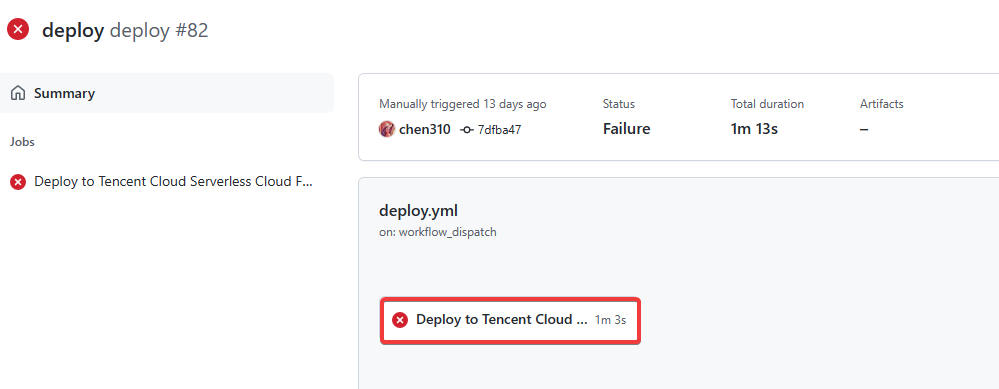 deploy deploy #82
Summary
Jobs
Deploy to Tencent Cloud Serverless Cloud F...
Manually triggered 13 days ago
chen310 7dfba47
Status
Failure
Total duration
1m 13s
Artifacts
–
deploy.yml
on: workflow_dispatch
Deploy to Tencent Cloud ... 1m 3s